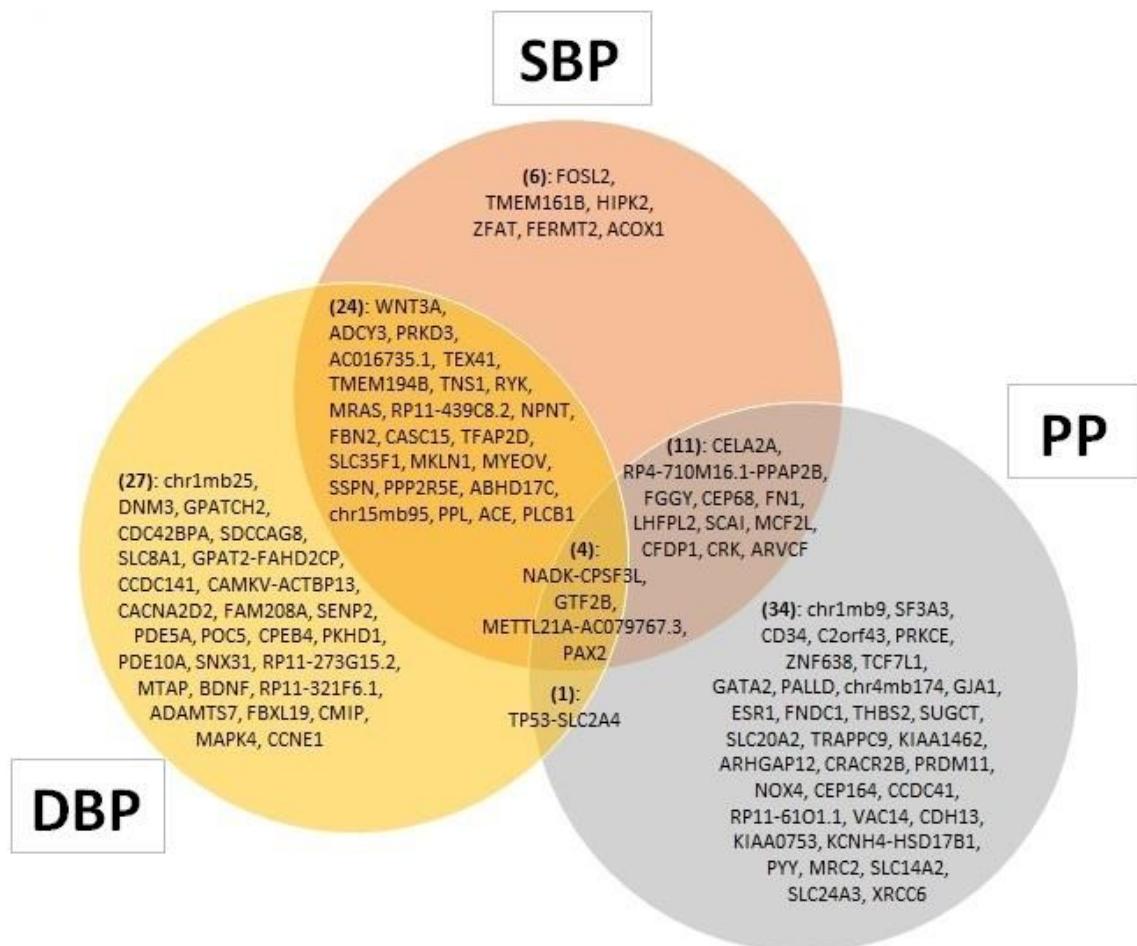 SBP
(6): FOSL2,
TMEM161B, HIPK2,
ZFAT, FERMT2, ACOX1
(24): WNT3A,
ADCY3, PRKD3,
AC016735.1, TEX41,
TMEM194B, TNS1, RYK,
MRAS, RP11-439C8.2, NPNT,
FBN2, CASC15, TFAP2D,
SLC35F1, MKLN1, MYEOV,
SSPN, PPP2R5E, ABHD17C,
chr15mb95, PPL, ACE, PLCB1
PP
(11): CELA2A,
RP4-710M16.1-PPAP2B,
FGGY, CEP68, FN1,
LHFPL2, SCAI, MCF2L,
CFDP1, CRK, ARVCF
(27): chr1mb25,
DNM3, GPATCH2,
CDC42BPA, SDCCAG8,
SLC8A1, GPAT2-FAHD2CP,
CCDC141, CAMKV-ACTBP13,
CACNA2D2, FAM208A, SENP2,
PDE5A, POC5, CPEB4, PKHD1,
PDE10A, SNX31, RP11-273G15.2,
MTAP, BDNF, RP11-321F6.1,
ADAMTS7, FBXL19, CMIP,
MAPK4, CCNE1
(4):
NADK-CPSF3L,
GTF2B,
METTL21A-AC079767.3,
PAX2
(1):
TP53-SLC2A4
(34): chr1mb9, SF3A3,
CD34, C2orf43, PRKCE,
ZNF638, TCF7L1,
GATA2, PALLD, chr4mb174, GJA1,
ESR1, FNDC1, THBS2, SUGCT,
SLC20A2, TRAPPC9, KIAA1462,
ARHGAP12, CRACR2B, PRDM11,
NOX4, CEP164, CCDC41,
RP11-61O1.1, VAC14, CDH13,
KIAA0753, KCNH4-HSD17B1,
PYY, MRC2, SLC14A2,
SLC24A3, XRCC6
DBP